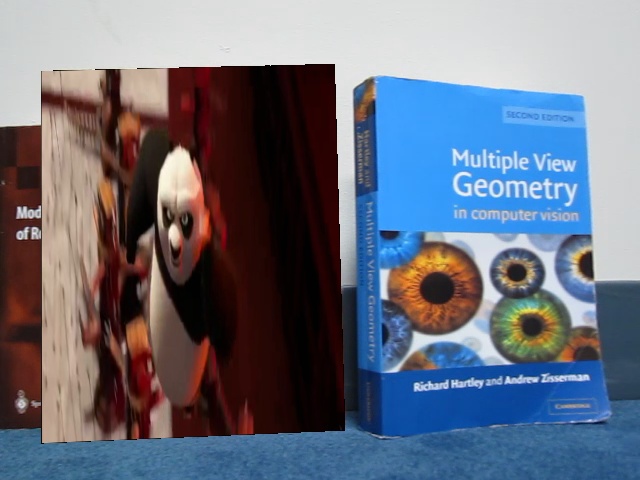 Mod
of R
SECOND EDITION
Multiple View
Geometry
in computer vision
Hartley and
Zisserman
Multiple View Geometry
Richard Hartley and Andrew Zisserman
CAMBRIDGE